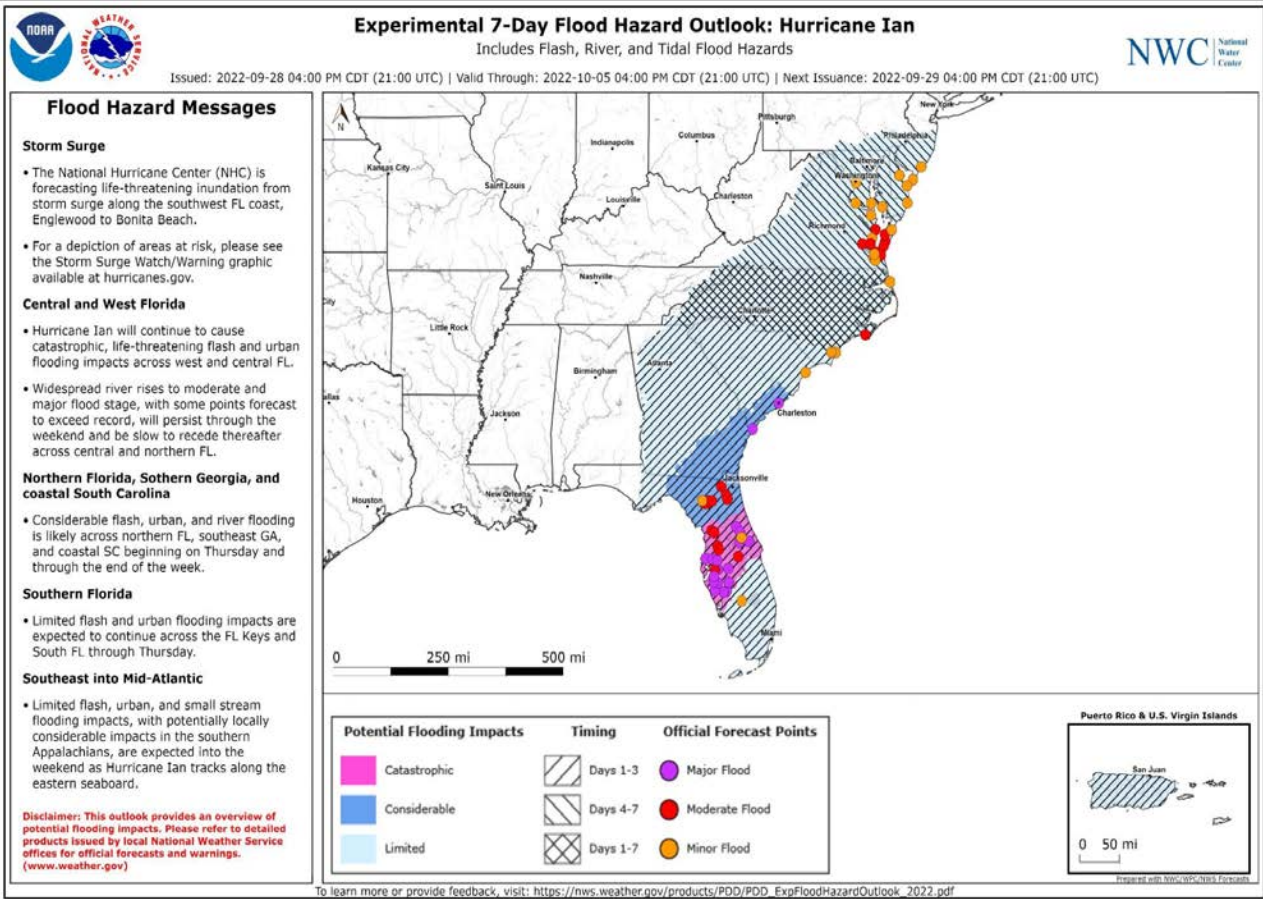 NOAA
NATIONAL WEATHER SERVICE
Experimental 7-Day Flood Hazard Outlook: Hurricane Ian
Includes Flash, River, and Tidal Flood Hazards
Issued: 2022-09-28 04:00 PM CDT (21:00 UTC) | Valid Through: 2022-10-05 04:00 PM CDT (21:00 UTC) | Next Issuance: 2022-09-29 04:00 PM CDT (21:00 UTC)
NWC National
Water
Center
Flood Hazard Messages
Storm Surge
• The National Hurricane Center (NHC) is
forecasting life-threatening inundation from
storm surge along the southwest FL coast,
Englewood to Bonita Beach.
• For a depiction of areas at risk, please see
the Storm Surge Watch/Warning graphic
available at hurricanes.gov.
Central and West Florida
• Hurricane Ian will continue to cause
catastrophic, life-threatening flash and urban
flooding impacts across west and central FL.
• Widespread river rises to moderate and
major flood stage, with some points forecast
to exceed record, will persist through the
weekend and be slow to recede thereafter
across central and northern FL.
Northern Florida, Sothern Georgia, and
coastal South Carolina
• Considerable flash, urban, and river flooding
is likely across northern FL, southeast GA,
and coastal SC beginning on Thursday and
through the end of the week.
Southern Florida
• Limited flash and urban flooding impacts are
expected to continue across the FL Keys and
South FL through Thursday.
Southeast into Mid-Atlantic
• Limited flash, urban, and small stream
flooding impacts, with potentially locally
considerable impacts in the southern
Appalachians, are expected into the
weekend as Hurricane Ian tracks along the
eastern seaboard.
Disclaimer: This outlook provides an overview of
potential flooding impacts. Please refer to detailed
products issued by local National Weather Service
offices for official forecasts and warnings.
(www.weather.gov)
N
New York
Pittsburgh
Philadelphia
Columbus
Indianapolis
Baltimore
Kansas City
Washington
Saint Louis
Charleston
Louisville
Richmond
Nashville
City
Charlotte
Little Rock
Atlanta
Birmingham
allas
Jackson
Charleston
Jacksonville
New Orleans
Houston
Miami
0 250 mi 500 mi
Potential Flooding Impacts
Catastrophic
Considerable
Limited
Timing
Days 1-3
Days 4-7
Days 1-7
Official Forecast Points
Major Flood
Moderate Flood
Minor Flood
Puerto Rico & U.S. Virgin Islands
San Juan
0 50 mi
Prepared with NWC/WPC/NWS Forecasts
To learn more or provide feedback, visit: https://nws.weather.gov/products/PDD/PDD_ExpFloodHazardOutlook_2022.pdf